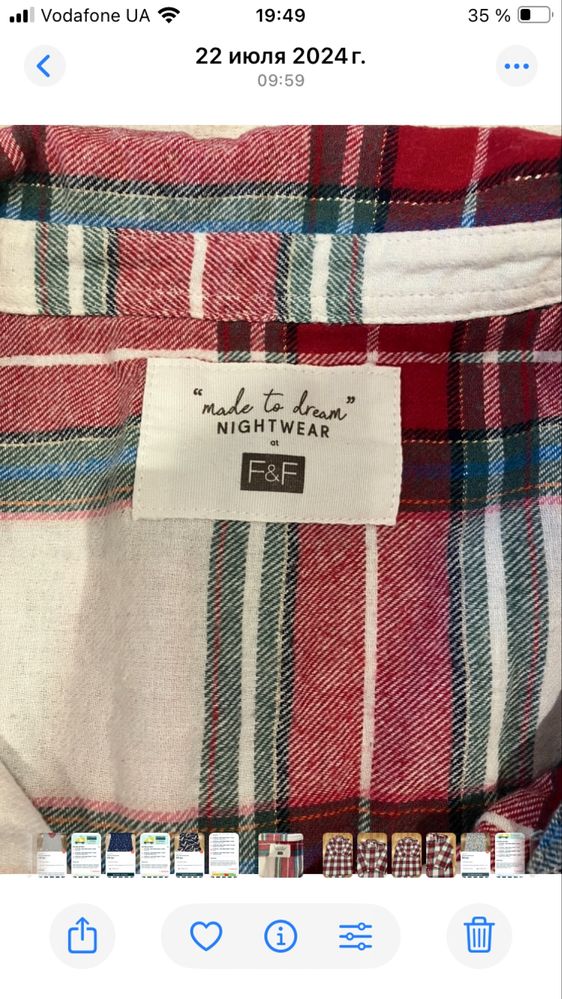 Vodafone UA
19:49
35 %
22 июля 2024 г.
09:59
“made to dream”
NIGHTWEAR
at
F&F